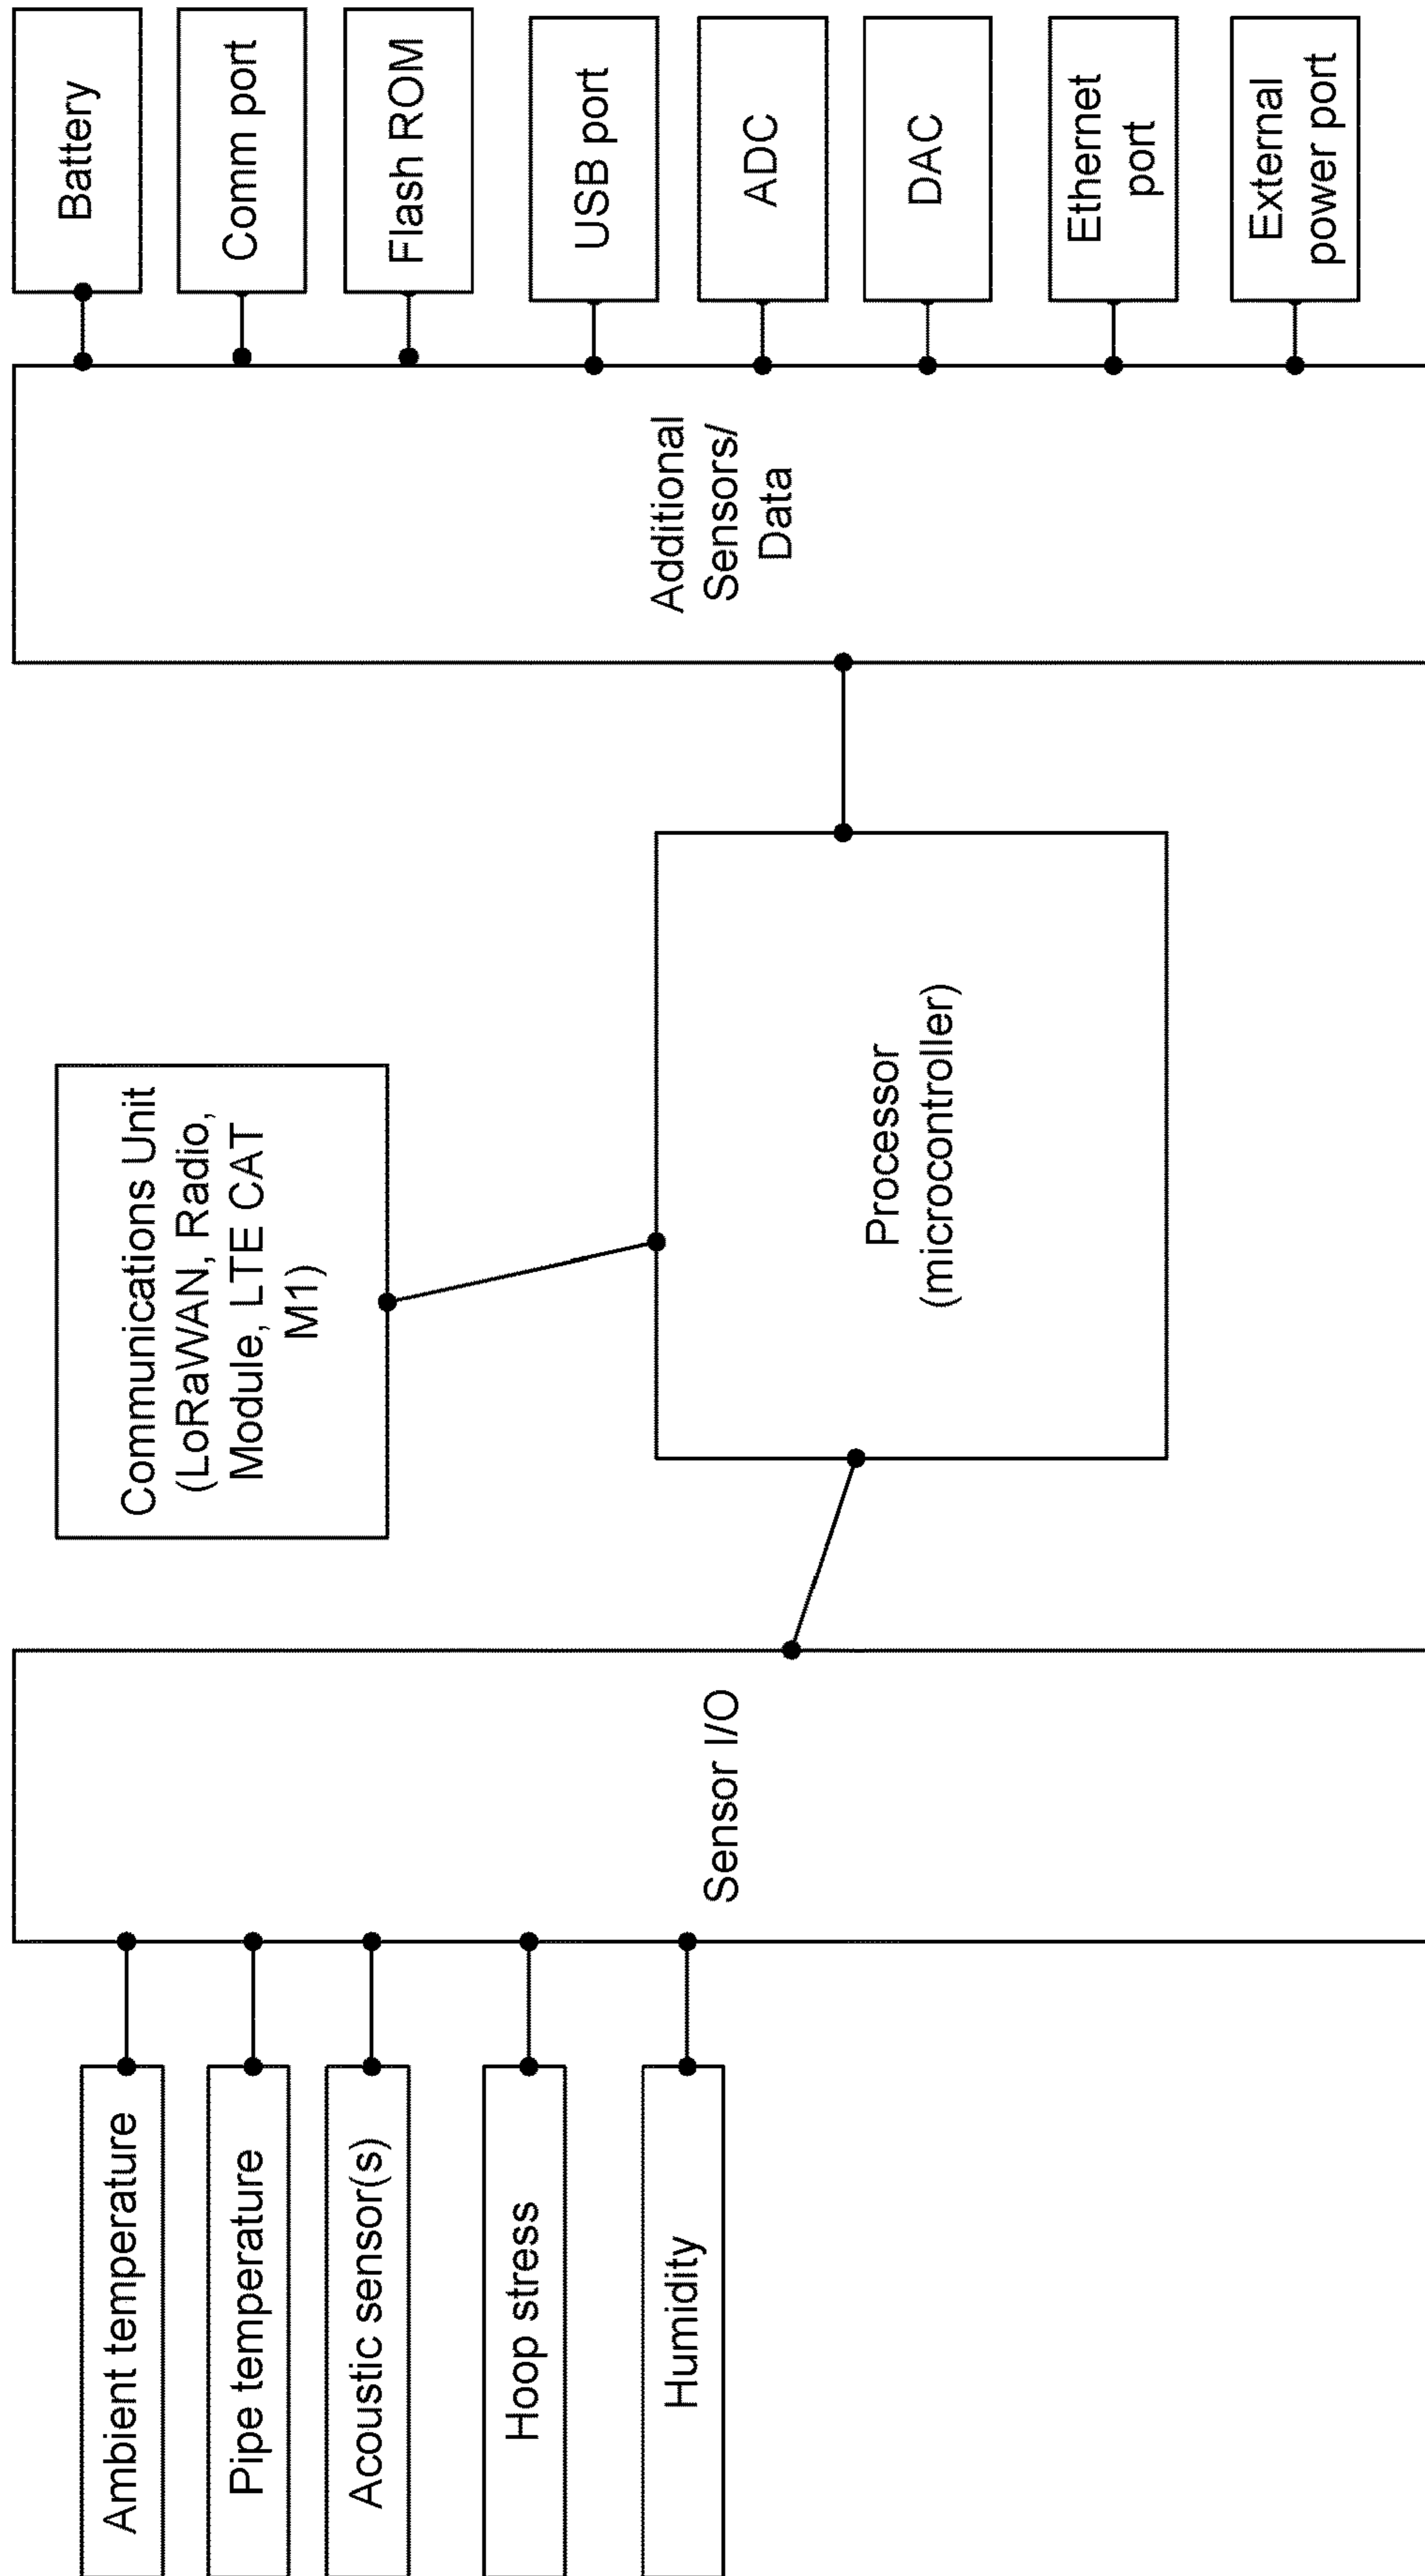 Ambient temperature
Pipe temperature
Acoustic sensor(s)
Hoop stress
Humidity
Sensor I/O
Communications Unit
(LoRaWAN, Radio,
Module, LTE CAT
M1)
Processor
(microcontroller)
Additional
Sensors/
Data
Battery
Comm port
Flash ROM
USB port
ADC
DAC
Ethernet
port
External
power port